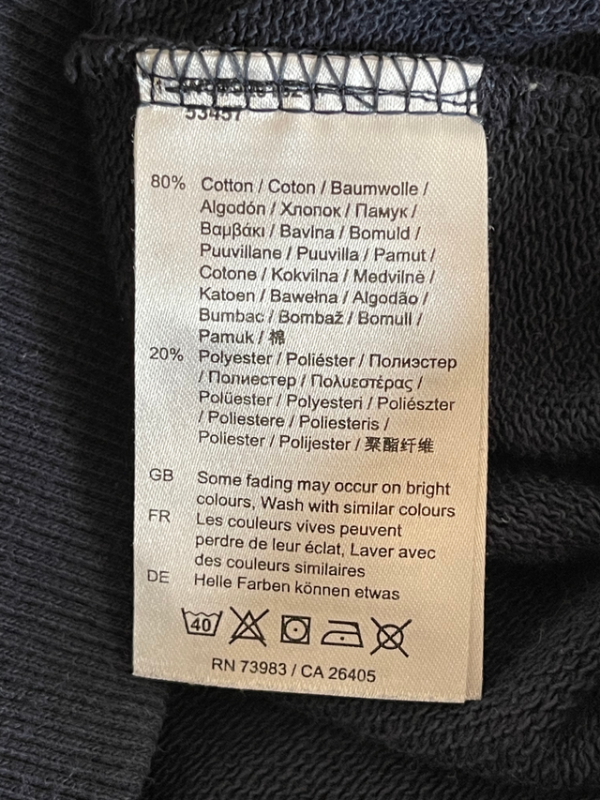 53457
80% Cotton / Coton / Baumwolle /
Algodón / Хлопок / Памук /
Βαμβάκι / Bavlna / Bomuld /
Puuvillane / Puuvilla / Pamut /
Cotone / Kokvilna / Medvilnė /
Katoen / Bawełna / Algodão /
Bumbac / Bombaž / Bomull /
Pamuk / 棉
20% Polyester / Poliéster / Полиэстер
/ Полиестер / Πολυεστέρας /
Polüester / Polyesteri / Poliészter
/ Poliestere / Poliesteris /
Poliester / Polijester / 聚酯纤维
GB Some fading may occur on bright
colours, Wash with similar colours
FR Les couleurs vives peuvent
perdre de leur éclat, Laver avec
des couleurs similaires
DE Helle Farben können etwas
40
RN 73983 / CA 26405